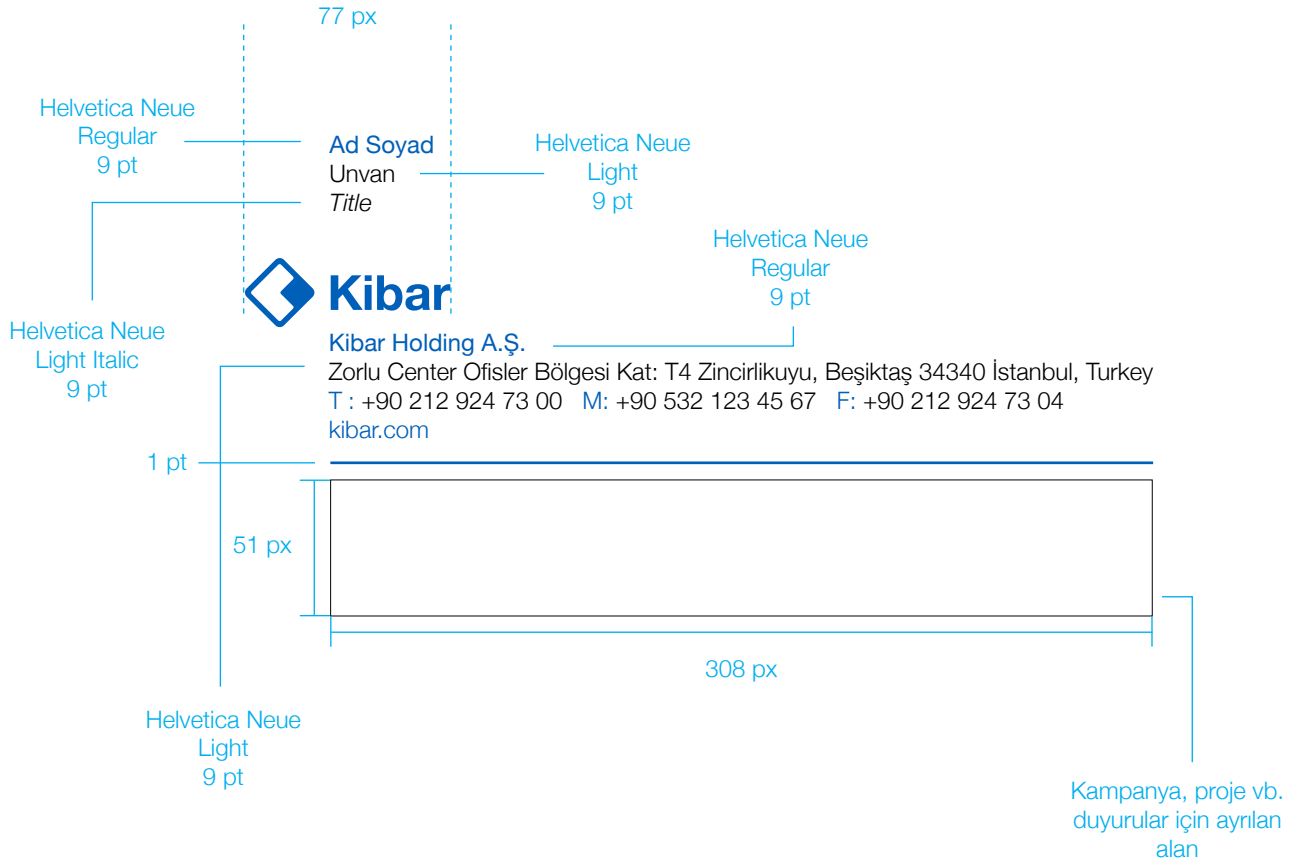 77 px
Helvetica Neue
Regular
9 pt
Ad Soyad
Unvan
Title
Helvetica Neue
Light
9 pt
Helvetica Neue
Regular
9 pt
Kibar
Helvetica Neue
Light Italic
9 pt
Kibar Holding A.Ş.
Zorlu Center Ofisler Bölgesi Kat: T4 Zincirlikuyu, Beşiktaş 34340 İstanbul, Turkey
T : +90 212 924 73 00 M: +90 532 123 45 67 F: +90 212 924 73 04
kibar.com
1 pt
51 px
308 px
Helvetica Neue
Light
9 pt
Kampanya, proje vb.
duyurular için ayrılan
alan